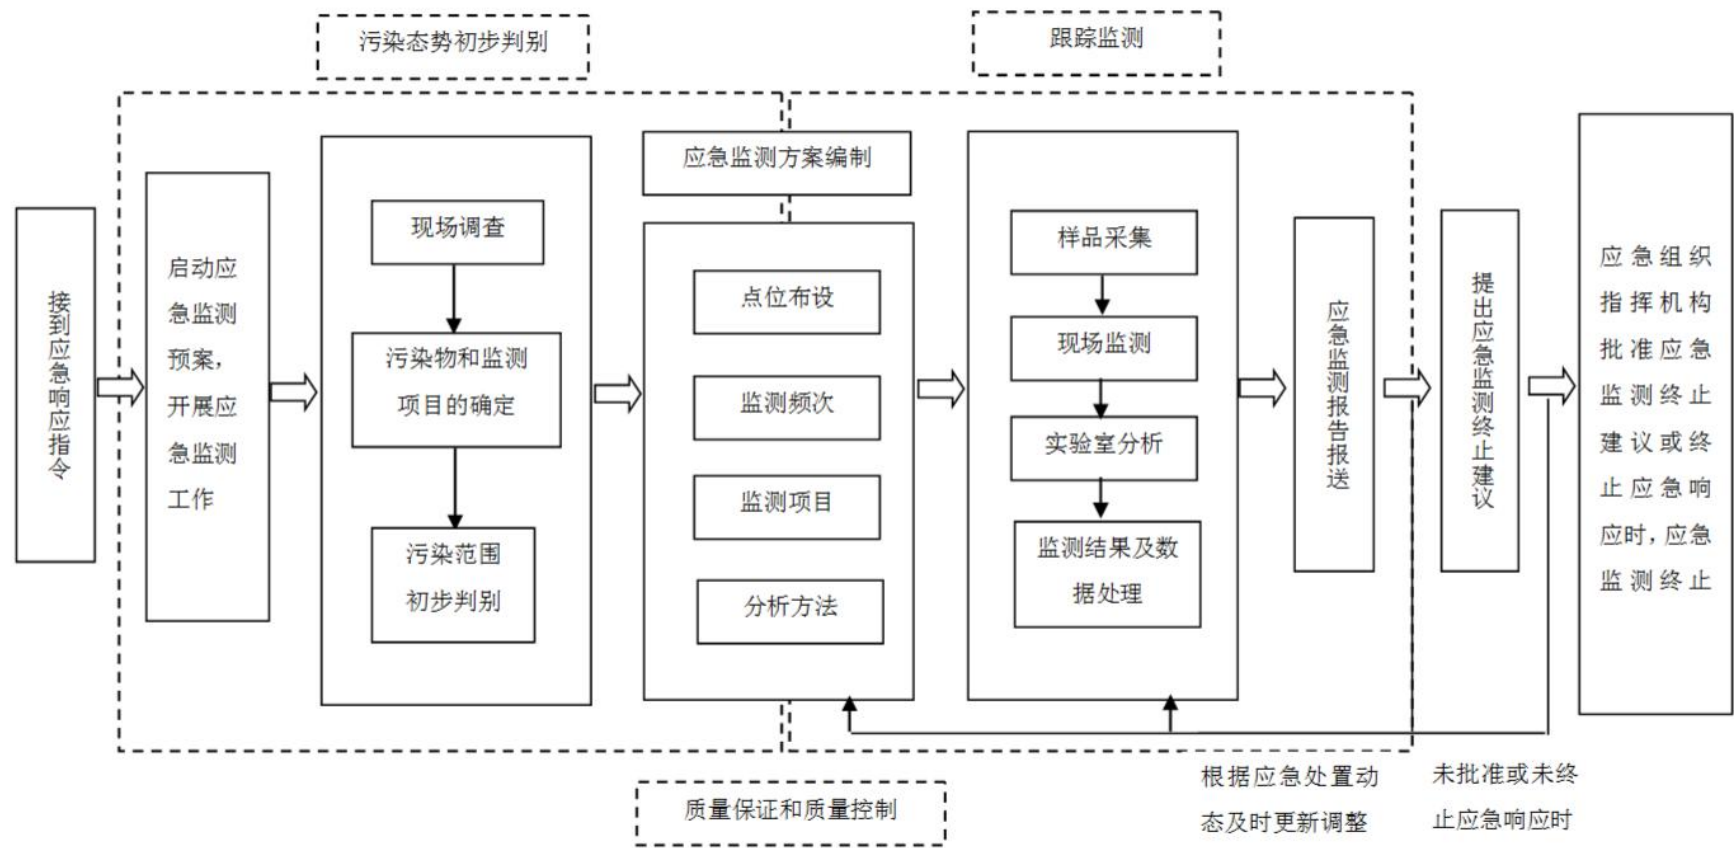 污染态势初步判别
跟踪监测
接到应急响应指令
启动应
急监测
预案，
开展应
急监测
工作
现场调查
污染物和监测
项目的确定
污染范围
初步判别
应急监测方案编制
点位布设
监测频次
监测项目
分析方法
样品采集
现场监测
实验室分析
监测结果及数
据处理
应急监测报告报送
提出应急监测终止建议
应急组织
指挥机构
批准应急
监测终止
建议或终
止应急响
应时，应急
监测终止
质量保证和质量控制
根据应急处置动
态及时更新调整
未批准或未终
止应急响应时